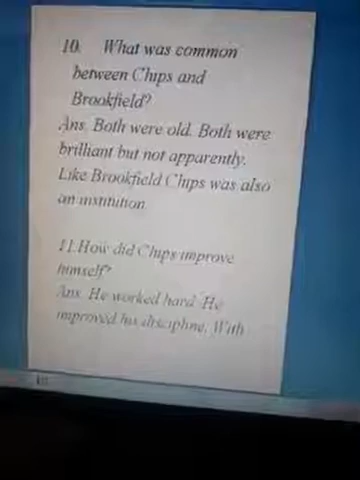 10. What was common
between Chips and
Brookfield?
Ans. Both were old. Both were
brilliant but not apparently.
Like Brookfield Chips was also
an institution.
11.How did Chips improve
himself?
Ans. He worked hard. He
improved his discipline. With